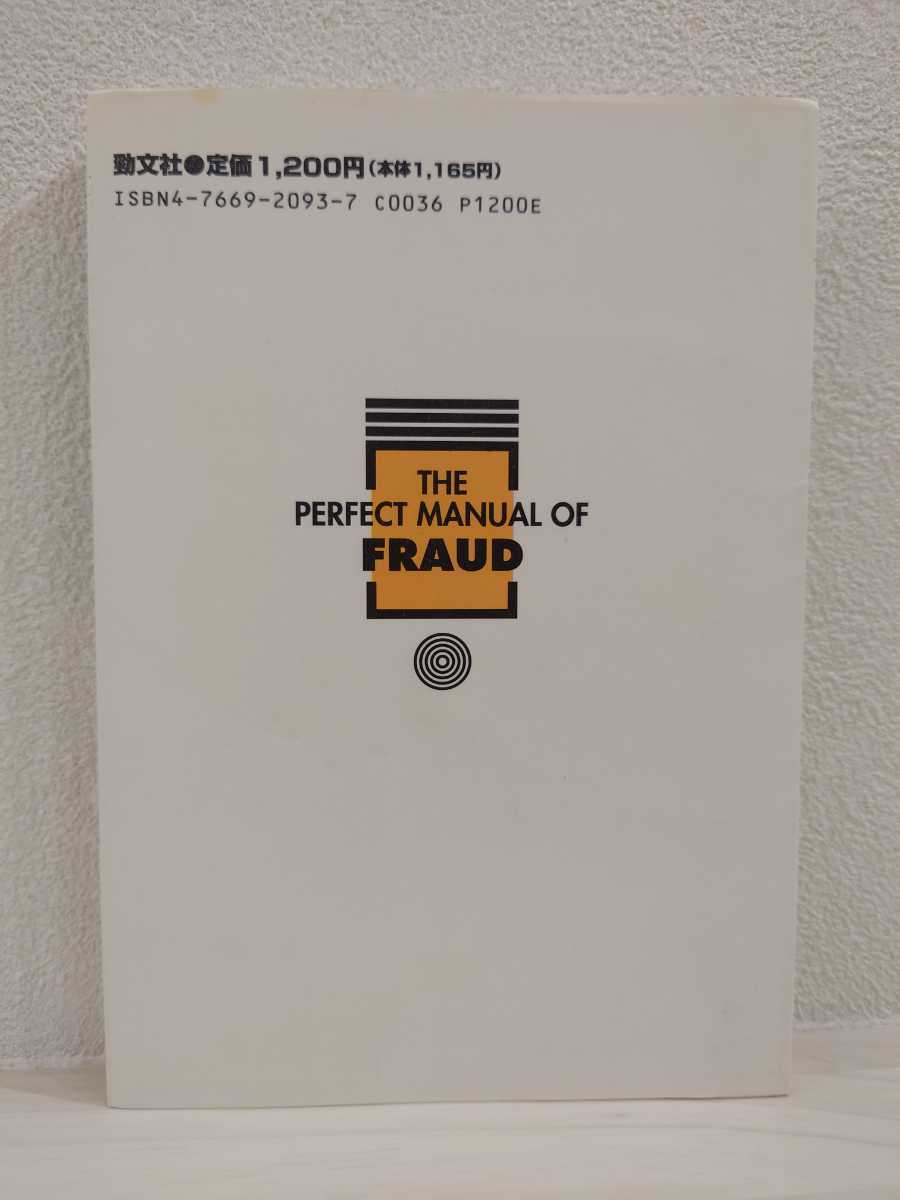 勁文社●定価1,200円(本体1,165円)
ISBN4-7669-2093-7 C0036 P1200E
THE
PERFECT MANUAL OF
FRAUD